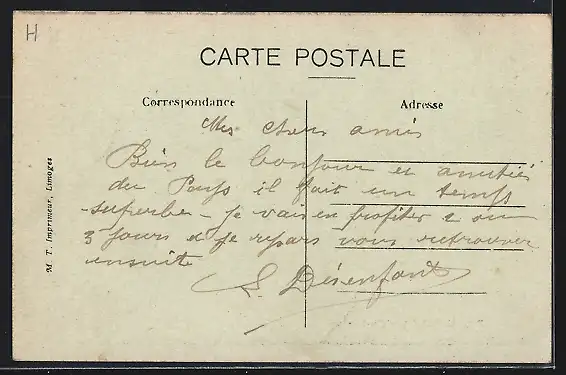 H
CARTE POSTALE
Correspondance
Adresse
Mes chers amis
Bien le bonjour et amitiés
du Pays il fait un temps
superbe - je vais en profiter 2 ou
3 jours et je repars vous retrouver
ensuite
S. Désenfant
M. T. Imprimeur, Limoges